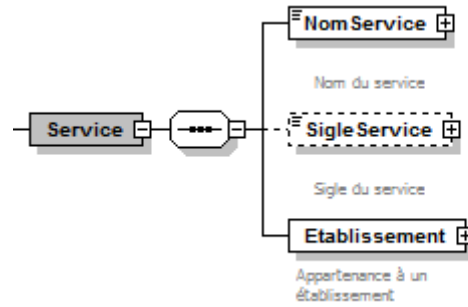 NomService
Nom du service
Service
SigleService
Sigle du service
Etablissement
Appartenance à un
établissement